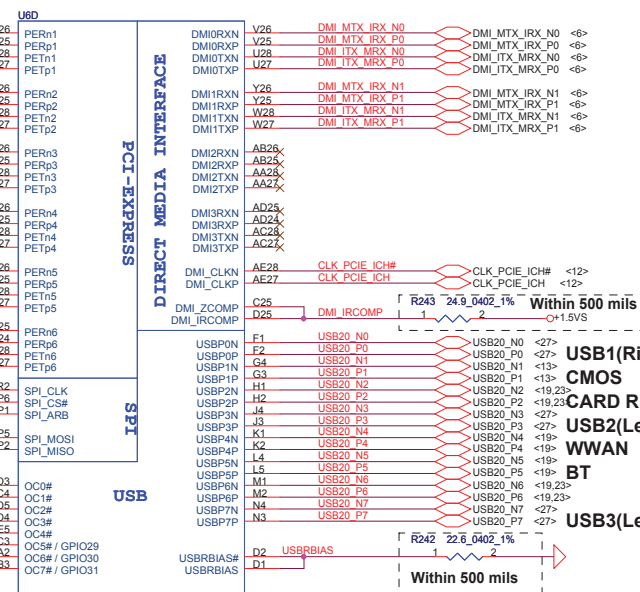 U6D
PERn1 DMI0RXN V26 DMI_MTX_IRX_N0 DMI_MTX_IRX_N0 <6>
PERp1 DMI0RXP V25 DMI_MTX_IRX_P0 DMI_MTX_IRX_P0 <6>
PETn1 DMI0TXN U28 DMI_ITX_MRX_N0 DMI_ITX_MRX_N0 <6>
PETp1 DMI0TXP U27 DMI_ITX_MRX_P0 DMI_ITX_MRX_P0 <6>
PERn2 DMI1RXN Y26 DMI_MTX_IRX_N1 DMI_MTX_IRX_N1 <6>
PERp2 DMI1RXP Y25 DMI_MTX_IRX_P1 DMI_MTX_IRX_P1 <6>
PETn2 DMI1TXN W28 DMI_ITX_MRX_N1 DMI_ITX_MRX_N1 <6>
PETp2 DMI1TXP W27 DMI_ITX_MRX_P1 DMI_ITX_MRX_P1 <6>
PERn3 DMI2RXN AB26
PERp3 DMI2RXP AB25
PETn3 DMI2TXN AA28
PETp3 DMI2TXP AA27
PERn4 DMI3RXN AD25
PERp4 DMI3RXP AD24
PETn4 DMI3TXN AC28
PETp4 DMI3TXP AC27
PCI-EXPRESS
DIRECT MEDIA INTERFACE
PERn5 DMI_CLKN AE28 CLK_PCIE_ICH# CLK_PCIE_ICH# <12>
PERp5 DMI_CLKP AE27 CLK_PCIE_ICH CLK_PCIE_ICH <12>
PETn5
PETp5 DMI_ZCOMP C25 R243 24.9_0402_1% Within 500 mils
DMI_IRCOMP D25 DMI_IRCOMP 1 2 +1.5VS
PERn6
PERp6 USBP0N F1 USB20_N0 USB20_N0 <27>
PETn6 USBP0P F2 USB20_P0 USB20_P0 <27>
PETp6 USBP1N G4 USB20_N1 USB20_N1 <13>
USBP1P G3 USB20_P1 USB20_P1 <13> CMOS
SPI_CLK USBP2N H1 USB20_N2 USB20_N2 <19,23>
SPI_CS# USBP2P H2 USB20_P2 USB20_P2 <19,23> CARD
SPI_ARB USBP3N J4 USB20_N3 USB20_N3 <27>
USBP3P J3 USB20_P3 USB20_P3 <27>
SPI_MOSI USBP4N K1 USB20_N4 USB20_N4 <19>
SPI_MISO USBP4P K2 USB20_P4 USB20_P4 <19> WWAN
SPI
USBP5N L4 USB20_N5 USB20_N5 <19>
USBP5P L5 USB20_P5 USB20_P5 <19> BT
OC0# USBP6N M1 USB20_N6 USB20_N6 <19,23>
OC1# USB USBP6P M2 USB20_P6 USB20_P6 <19,23>
OC2# USBP7N N4 USB20_N7 USB20_N7 <27>
OC3# USBP7P N3 USB20_P7 USB20_P7 <27>
OC4#
OC5# / GPIO29 R242 22.6_0402_1%
OC6# / GPIO30 USBRBIAS# D2 USBRBIAS 1 2
OC7# / GPIO31 USBRBIAS D1
Within 500 mils